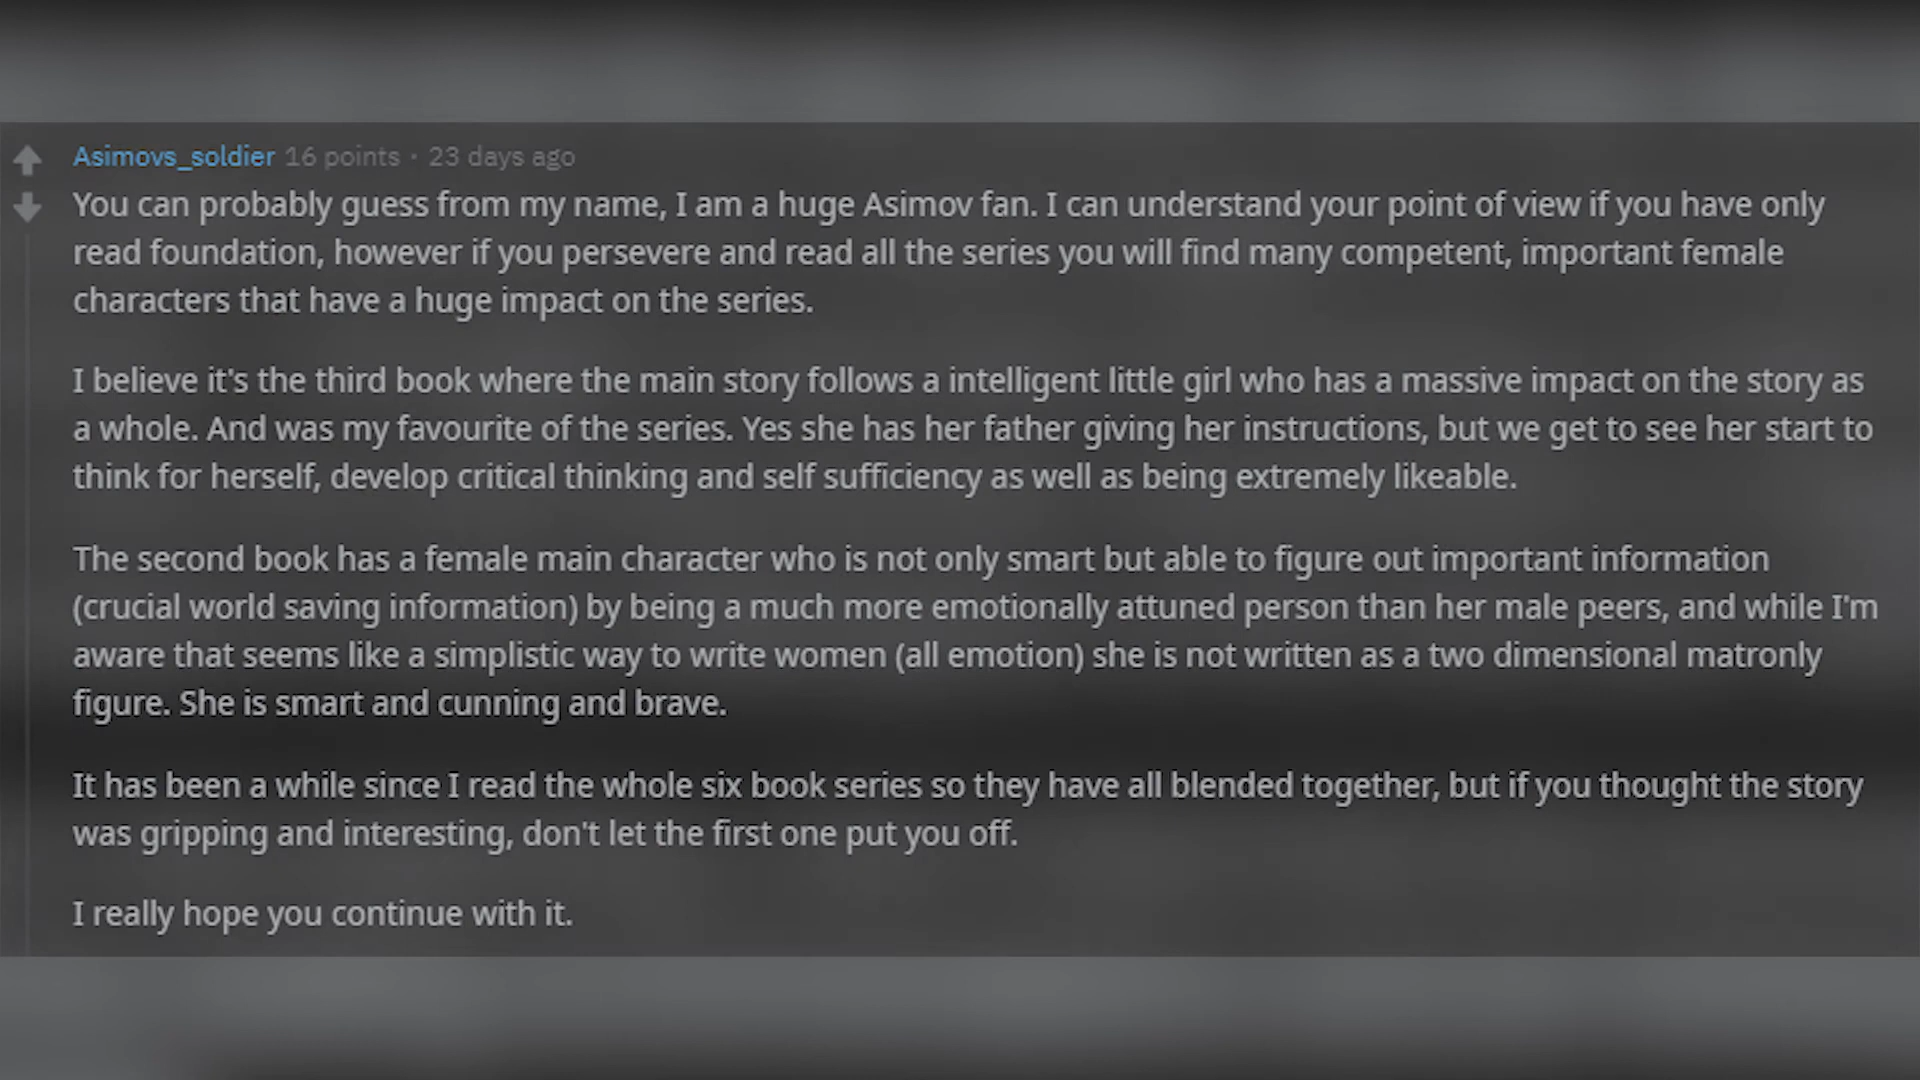 Asimovs_soldier 16 points · 23 days ago
You can probably guess from my name, I am a huge Asimov fan. I can understand your point of view if you have only
read foundation, however if you persevere and read all the series you will find many competent, important female
characters that have a huge impact on the series.
I believe it's the third book where the main story follows a intelligent little girl who has a massive impact on the story as
a whole. And was my favourite of the series. Yes she has her father giving her instructions, but we get to see her start to
think for herself, develop critical thinking and self sufficiency as well as being extremely likeable.
The second book has a female main character who is not only smart but able to figure out important information
(crucial world saving information) by being a much more emotionally attuned person than her male peers, and while I'm
aware that seems like a simplistic way to write women (all emotion) she is not written as a two dimensional matronly
figure. She is smart and cunning and brave.
It has been a while since I read the whole six book series so they have all blended together, but if you thought the story
was gripping and interesting, don't let the first one put you off.
I really hope you continue with it.